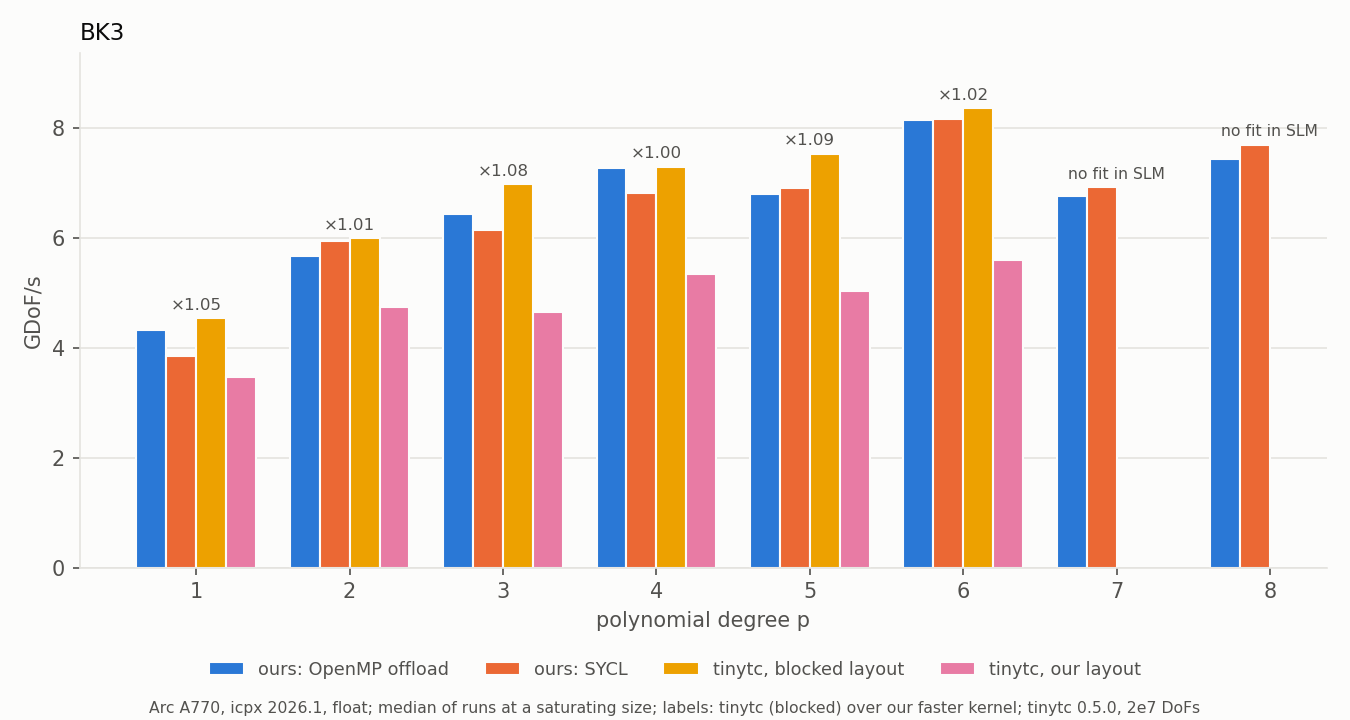 BK3
GDoF/s
8
6
4
2
0
×1.05
×1.01
×1.08
×1.00
×1.09
×1.02
no fit in SLM
no fit in SLM
1 2 3 4 5 6 7 8
polynomial degree p
ours: OpenMP offload ours: SYCL tinytc, blocked layout tinytc, our layout
Arc A770, icpx 2026.1, float; median of runs at a saturating size; labels: tinytc (blocked) over our faster kernel; tinytc 0.5.0, 2e7 DoFs